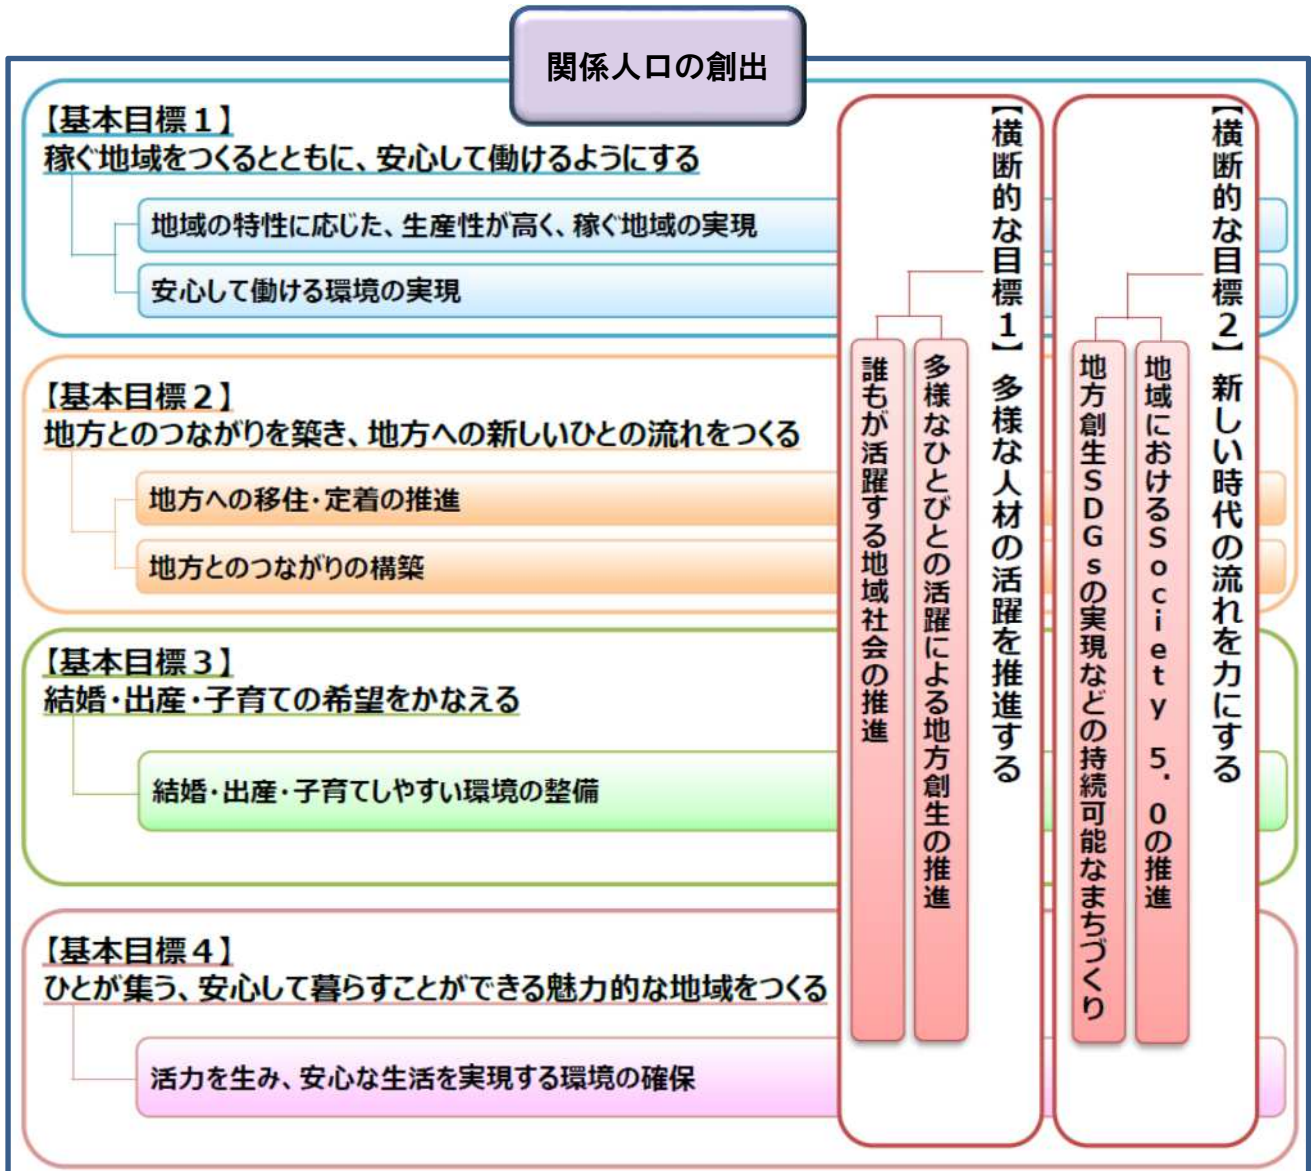 関係人口の創出
【基本目標１】
稼ぐ地域をつくるとともに、安心して働けるようにする
地域の特性に応じた、生産性が高く、稼ぐ地域の実現
安心して働ける環境の実現
【基本目標２】
地方とのつながりを築き、地方への新しいひとの流れをつくる
地方への移住・定着の推進
地方とのつながりの構築
【基本目標３】
結婚・出産・子育ての希望をかなえる
結婚・出産・子育てしやすい環境の整備
【基本目標４】
ひとが集う、安心して暮らすことができる魅力的な地域をつくる
活力を生み、安心な生活を実現する環境の確保
【横断的な目標１】多様な人材の活躍を推進する
多様なひとびとの活躍による地方創生の推進
誰もが活躍する地域社会の推進
【横断的な目標２】新しい時代の流れを力にする
地域におけるＳｏｃｉｅｔｙ　５．０の推進
地方創生ＳＤＧｓの実現などの持続可能なまちづくり